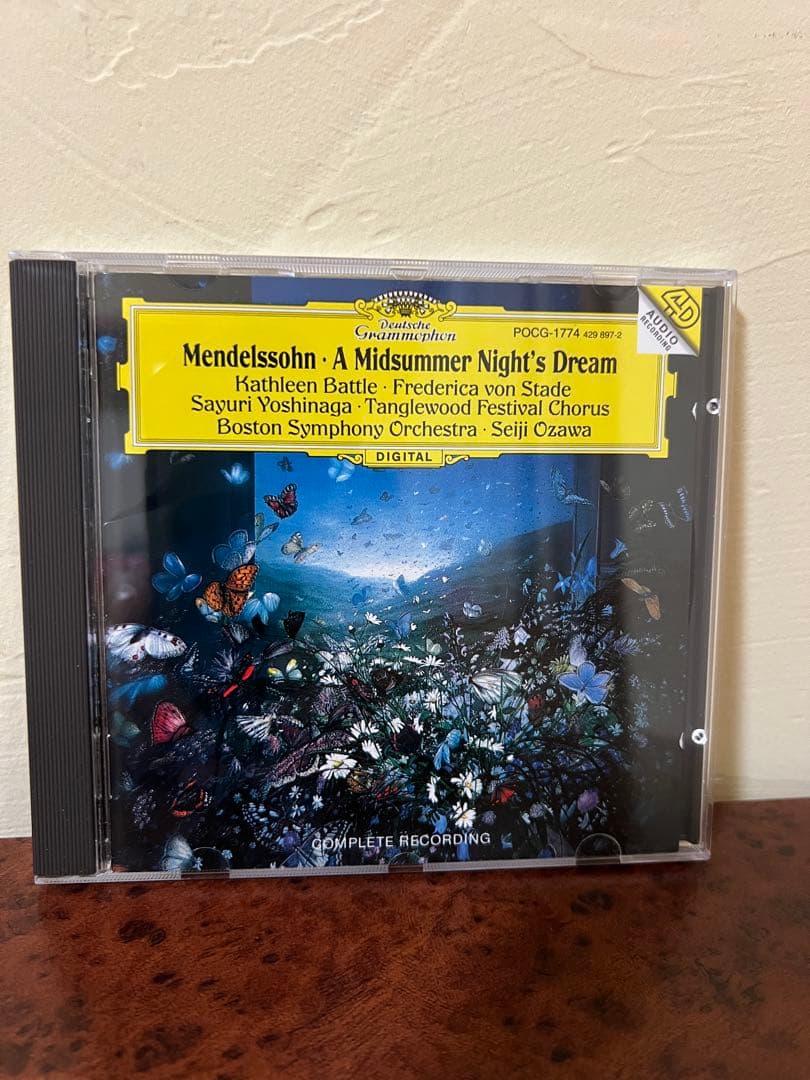 Deutsche
Grammophon
POCG-1774 429 897-2
4D
AUDIO
RECORDING
Mendelssohn · A Midsummer Night's Dream
Kathleen Battle · Frederica von Stade
Sayuri Yoshinaga · Tanglewood Festival Chorus
Boston Symphony Orchestra · Seiji Ozawa
DIGITAL
COMPLETE RECORDING